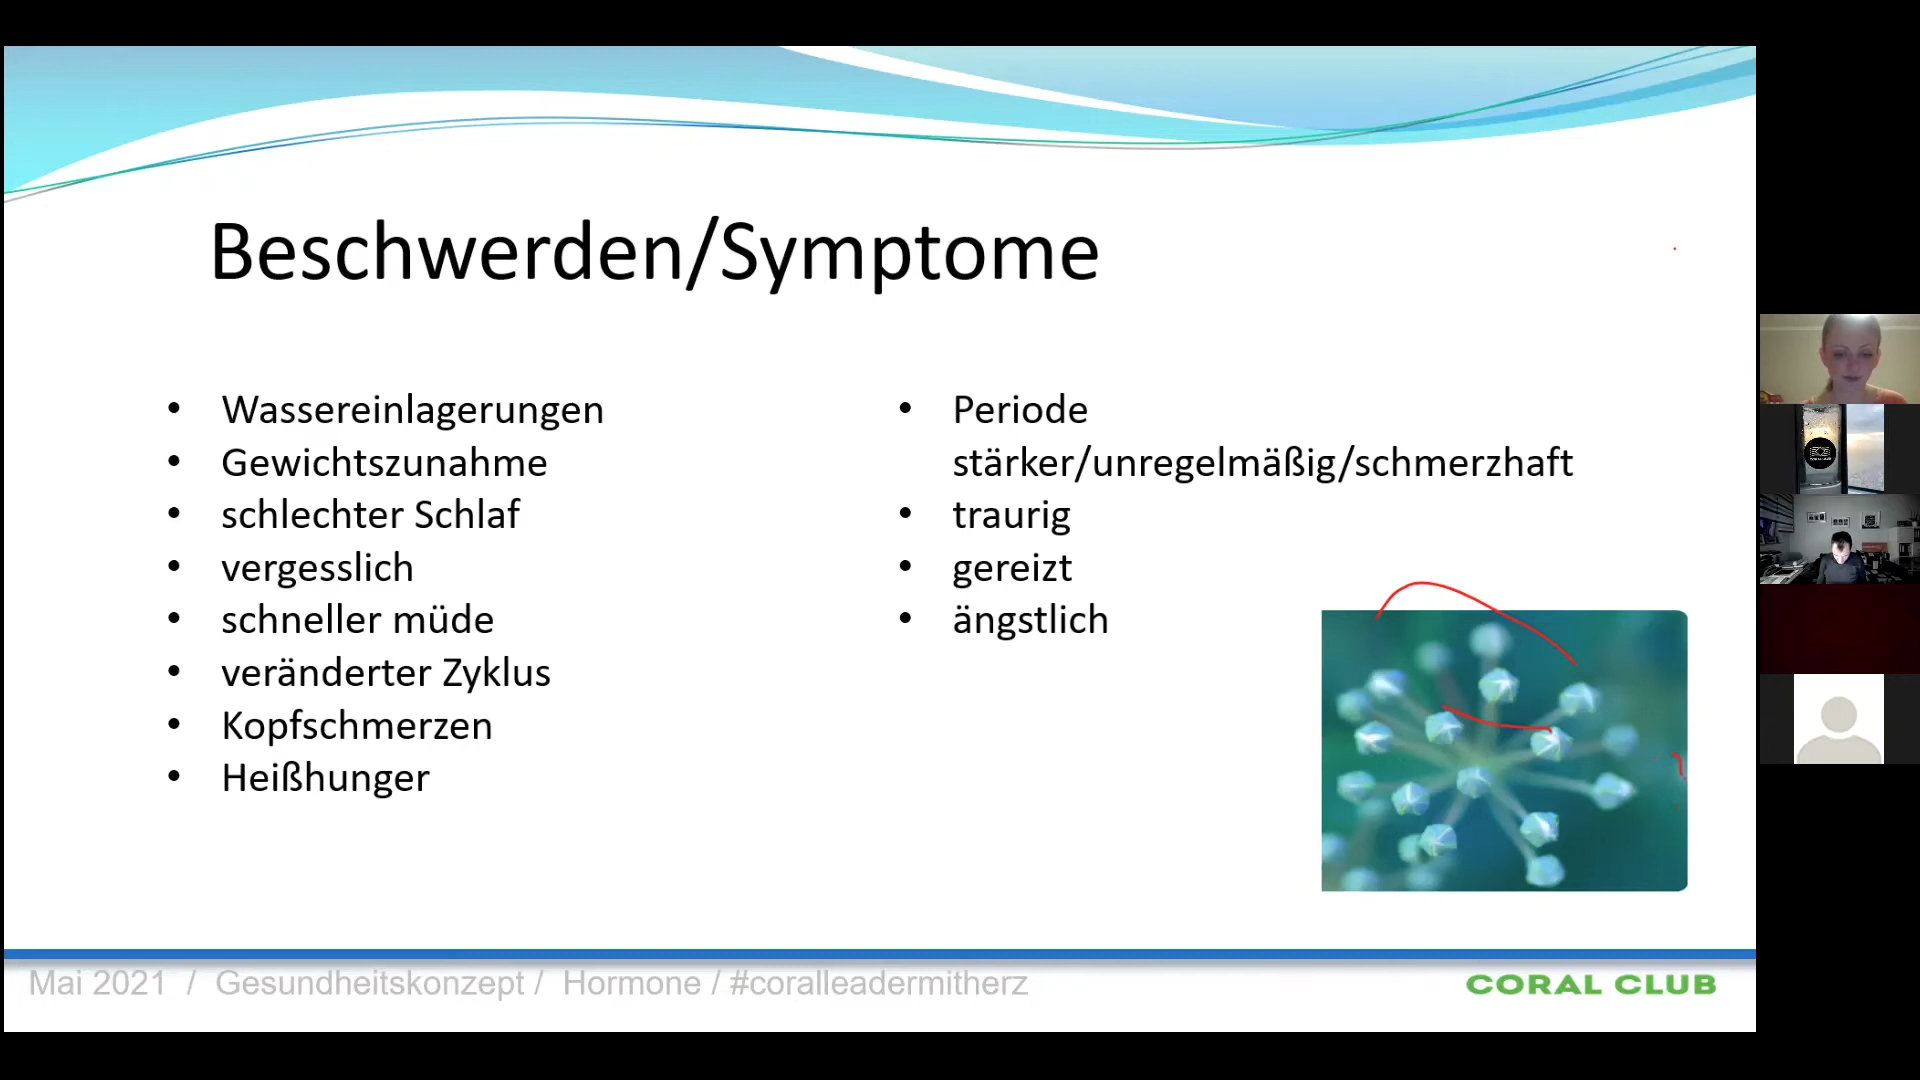 Beschwerden/Symptome
• Wassereinlagerungen
• Gewichtszunahme
• schlechter Schlaf
• vergesslich
• schneller müde
• veränderter Zyklus
• Kopfschmerzen
• Heißhunger
• Periode
stärker/unregelmäßig/schmerzhaft
• traurig
• gereizt
• ängstlich
Mai 2021 / Gesundheitskonzept / Hormone / #coralleadermitherz
CORAL CLUB